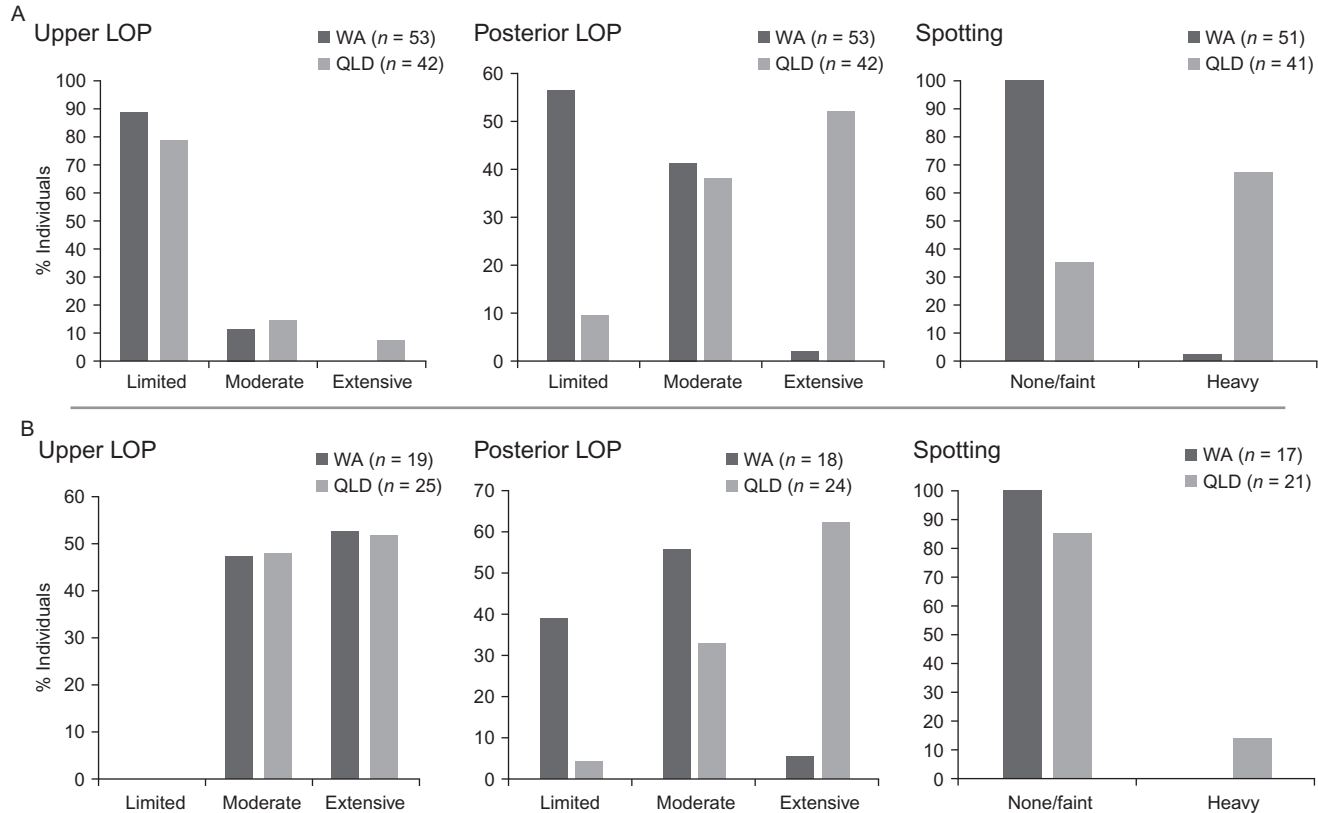 A
Upper LOP
WA (n = 53)
QLD (n = 42)
% Individuals
100
90
80
70
60
50
40
30
20
10
0
Limited Moderate Extensive
Posterior LOP
WA (n = 53)
QLD (n = 42)
60
50
40
30
20
10
0
Limited Moderate Extensive
Spotting
WA (n = 51)
QLD (n = 41)
100
90
80
70
60
50
40
30
20
10
0
None/faint Heavy
B
Upper LOP
WA (n = 19)
QLD (n = 25)
% Individuals
60
50
40
30
20
10
0
Limited Moderate Extensive
Posterior LOP
WA (n = 18)
QLD (n = 24)
70
60
50
40
30
20
10
0
Limited Moderate Extensive
Spotting
WA (n = 17)
QLD (n = 21)
100
90
80
70
60
50
40
30
20
10
0
None/faint Heavy